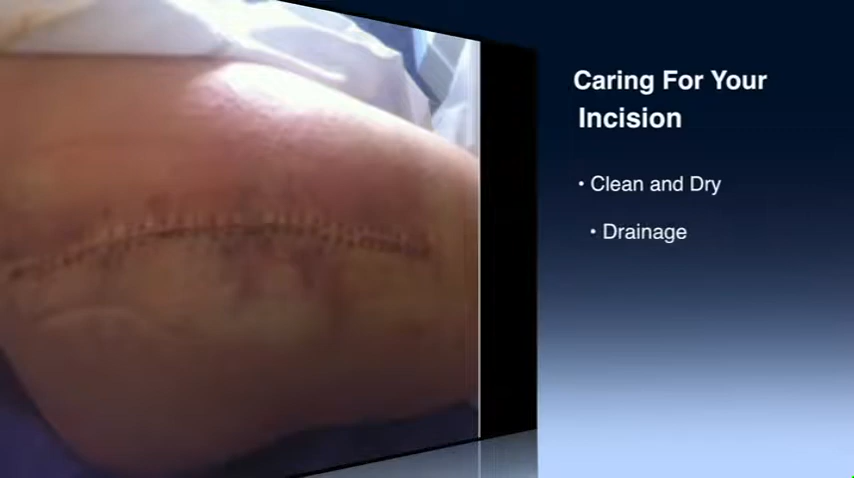 Caring For Your
Incision
• Clean and Dry
• Drainage